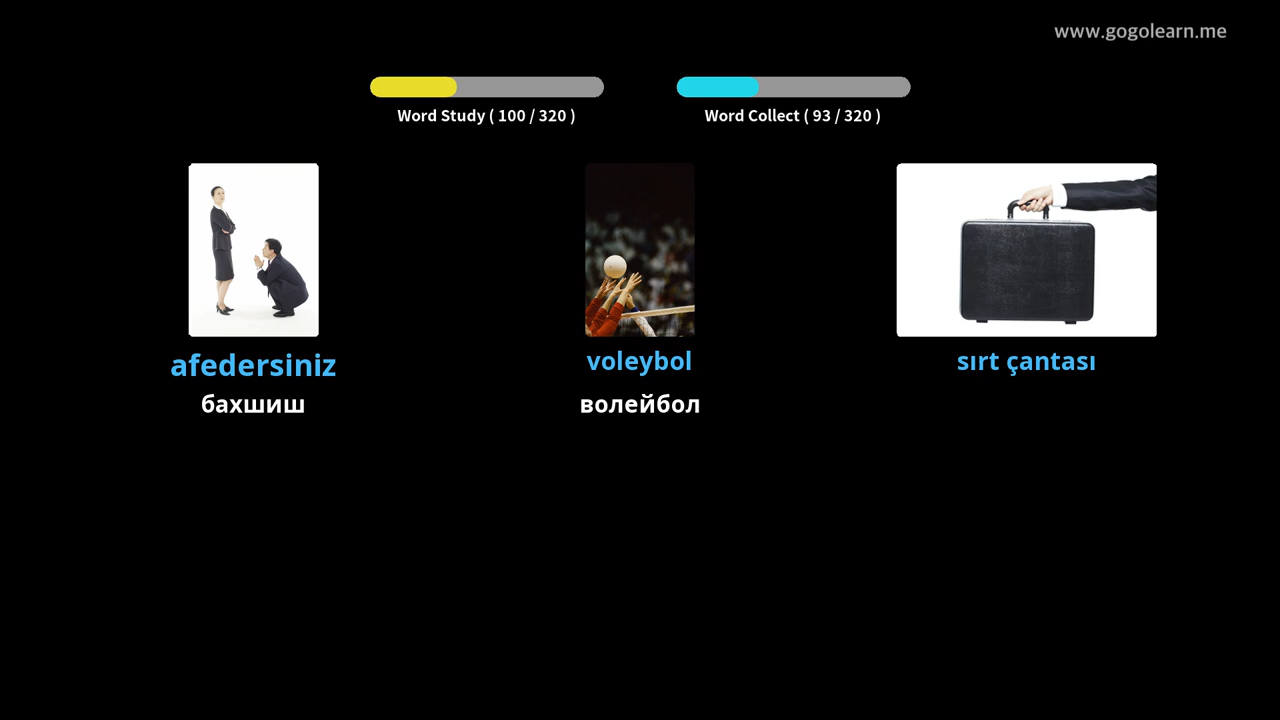 www.gogolearn.me
Word Study ( 100 / 320 )
Word Collect ( 93 / 320 )
afedersiniz
бахшиш
voleybol
волейбол
sırt çantası